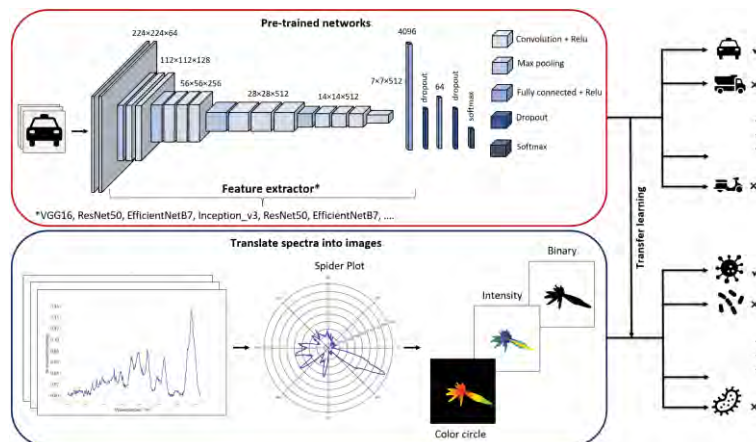 Pre-trained networks
224×224×64
112×112×128
56×56×256
28×28×512
14×14×512
7×7×512
4096
dropout
64
dropout
softmax
Convolution + Relu
Max pooling
Fully connected + Relu
Dropout
Softmax
Feature extractor*
*VGG16, ResNet50, EfficientNetB7, Inception_v3, ResNet50, EfficientNetB7, ....
Transfer learning
Translate spectra into images
Spider Plot
Binary
Intensity
Color circle